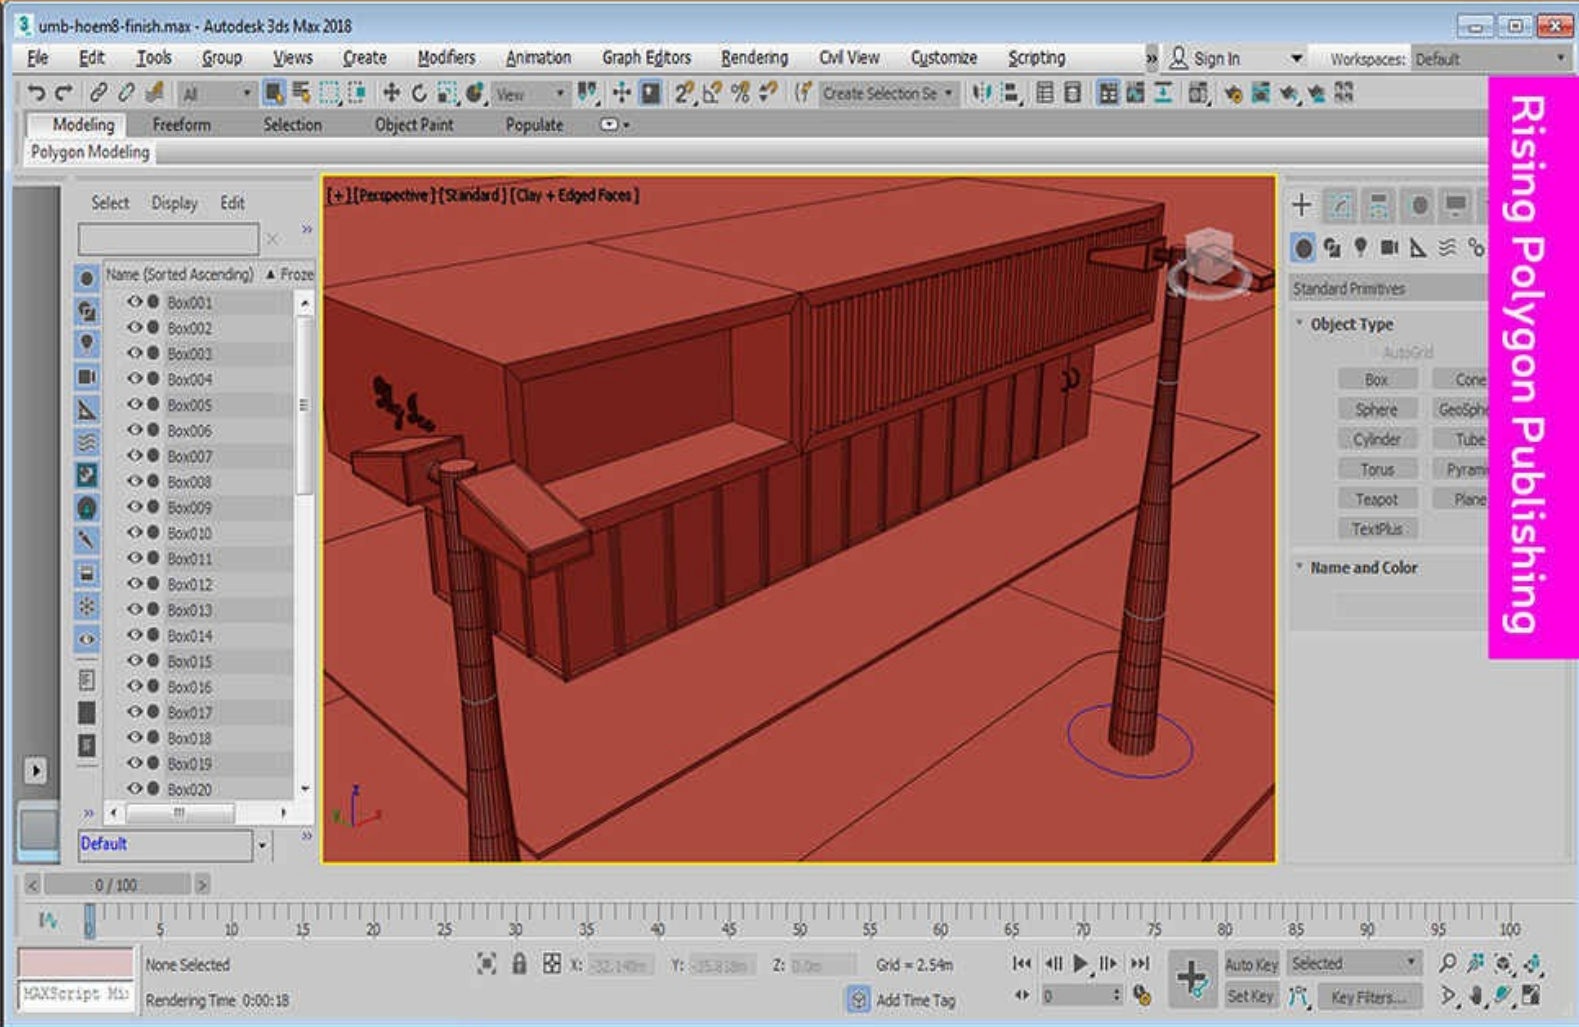 umb-hoem8-finish.max - Autodesk 3ds Max 2018
File Edit Tools Group Views Create Modifiers Animation Graph Editors Rendering Civil View Customize Scripting » Sign In Workspaces: Default
All View Create Selection Se
Modeling Freeform Selection Object Paint Populate
Polygon Modeling
Rising Polygon Publishing
Select Display Edit
Name (Sorted Ascending) ▲ Froze
Box001
Box002
Box003
Box004
Box005
Box006
Box007
Box008
Box009
Box010
Box011
Box012
Box013
Box014
Box015
Box016
Box017
Box018
Box019
Box020
Default
[+] [Perspective] [Standard] [Clay + Edged Faces]
Standard Primitives
Object Type
AutoGrid
Box Cone
Sphere GeoSphe
Cylinder Tube
Torus Pyrami
Teapot Plane
TextPlus
Name and Color
< 0 / 100 >
0 5 10 15 20 25 30 35 40 45 50 55 60 65 70 75 80 85 90 95 100
None Selected X: -32.148m Y: -35.818m Z: 0.0m Grid = 2.54m Auto Key Selected
MAXScript Mi: Rendering Time 0:00:18 Add Time Tag 0 Set Key Key Filters...